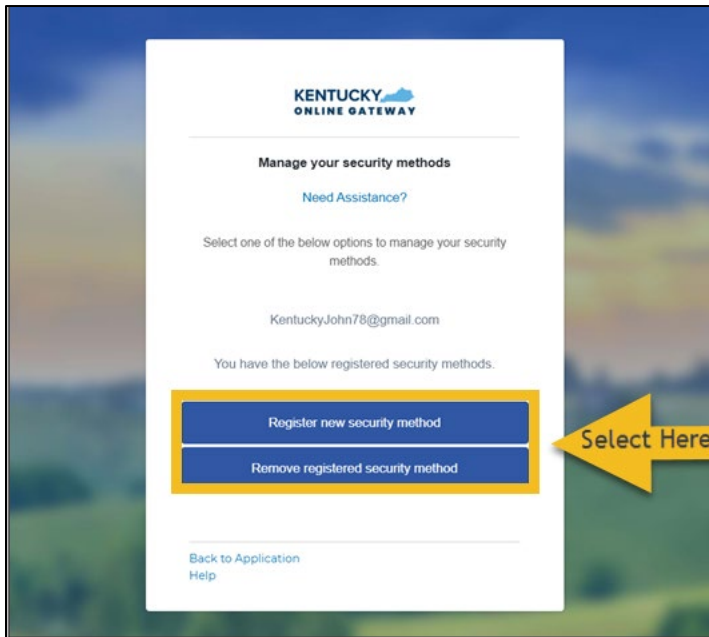 KENTUCKY
ONLINE GATEWAY
Manage your security methods
Need Assistance?
Select one of the below options to manage your security
methods.
KentuckyJohn78@gmail.com
You have the below registered security methods.
Register new security method
Select Here
Remove registered security method
Back to Application
Help